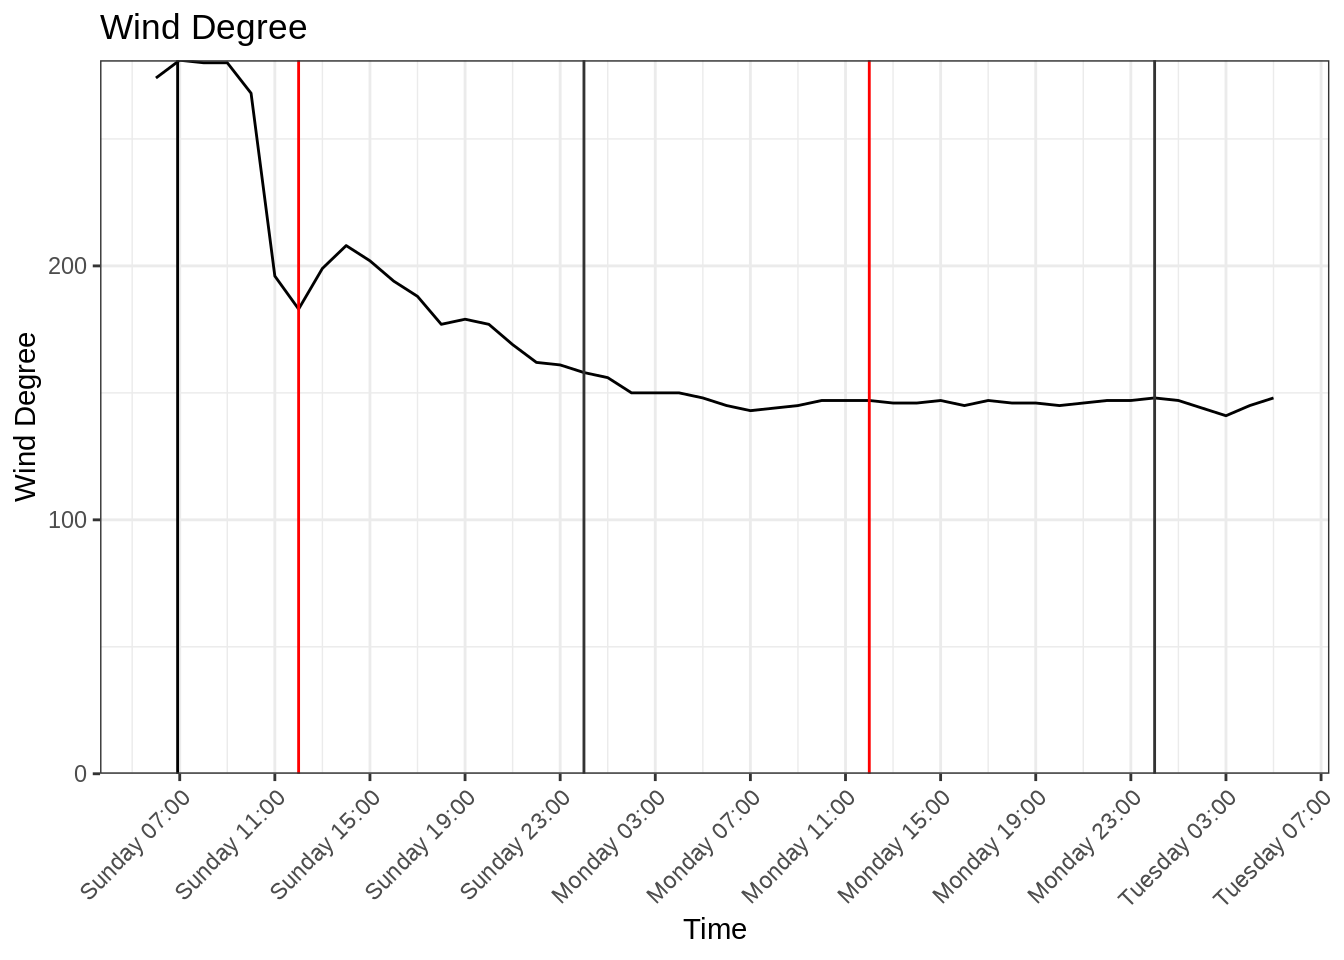 Wind Degree
Wind Degree
200
100
0
Sunday 07:00
Sunday 11:00
Sunday 15:00
Sunday 19:00
Sunday 23:00
Monday 03:00
Monday 07:00
Monday 11:00
Monday 15:00
Monday 19:00
Monday 23:00
Tuesday 03:00
Tuesday 07:00
Time